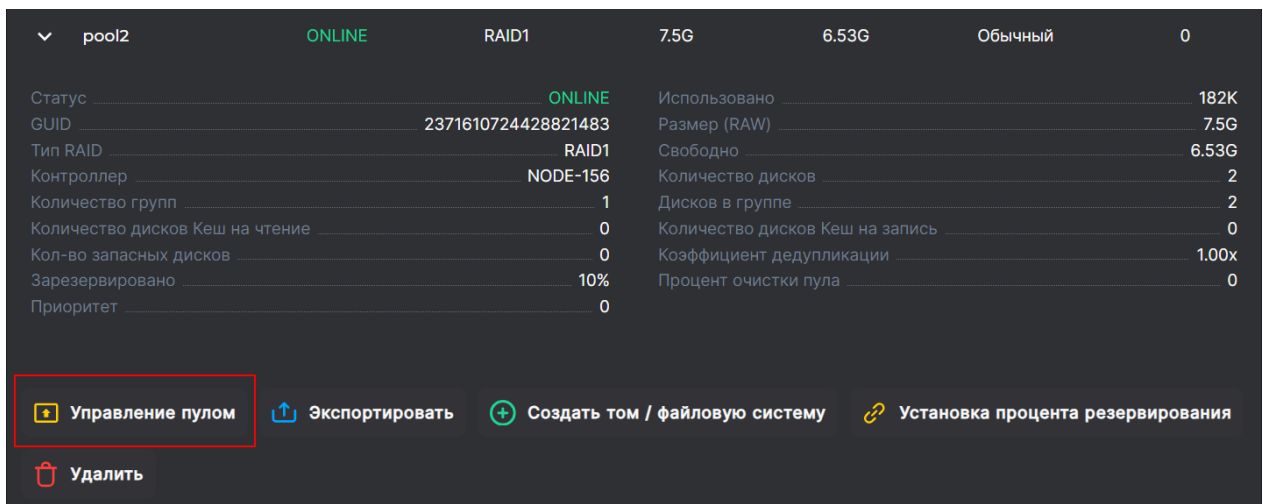 pool2 ONLINE RAID1 7.5G 6.53G Обычный 0
Статус ONLINE Использовано 182K
GUID 2371610724428821483 Размер (RAW) 7.5G
Тип RAID RAID1 Свободно 6.53G
Контроллер NODE-156 Количество дисков 2
Количество групп 1 Дисков в группе 2
Количество дисков Кеш на чтение 0 Количество дисков Кеш на запись 0
Кол-во запасных дисков 0 Коэффициент дедупликации 1.00x
Зарезервировано 10% Процент очистки пула 0
Приоритет 0
Управление пулом Экспортировать Создать том / файловую систему Установка процента резервирования
Удалить